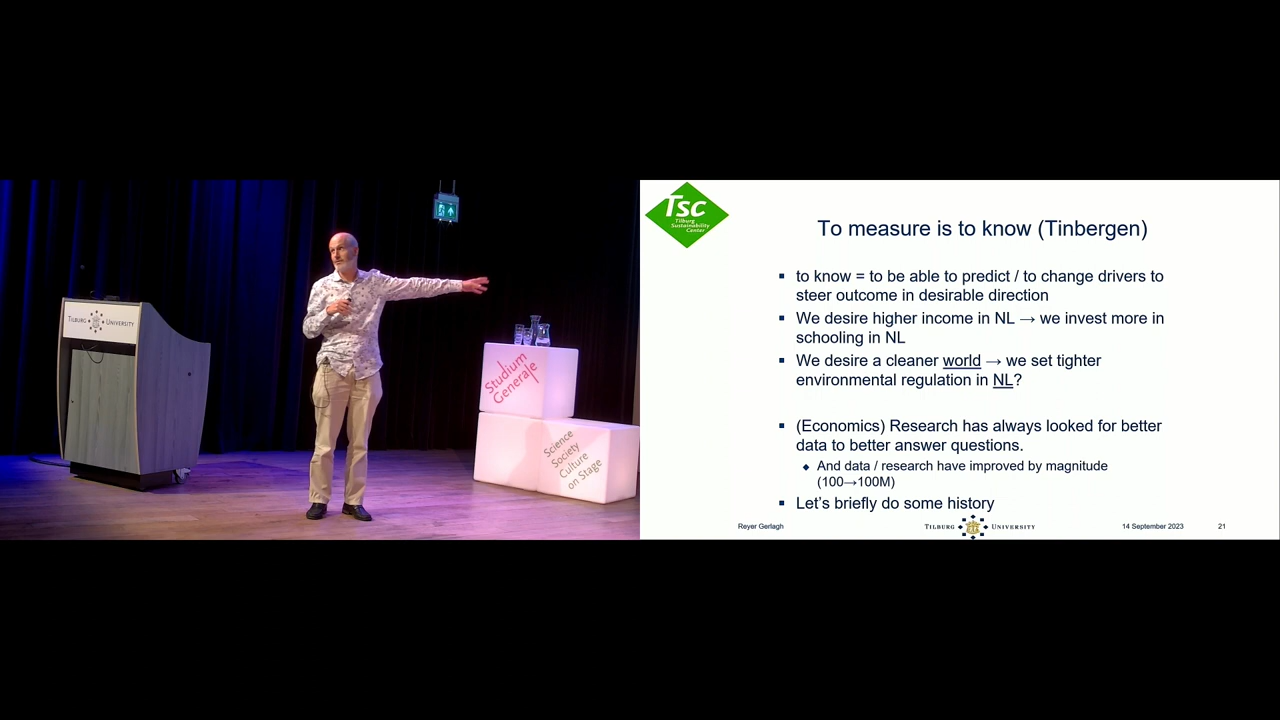 TILBURG UNIVERSITY
Studium
Generale
Science
Society
Culture
on Stage
Tsc
Tilburg
Sustainability
Center
To measure is to know (Tinbergen)
▪ to know = to be able to predict / to change drivers to
steer outcome in desirable direction
▪ We desire higher income in NL → we invest more in
schooling in NL
▪ We desire a cleaner world → we set tighter
environmental regulation in NL?
▪ (Economics) Research has always looked for better
data to better answer questions.
◆ And data / research have improved by magnitude
(100→100M)
▪ Let's briefly do some history
Reyer Gerlagh
TILBURG UNIVERSITY
14 September 2023
21